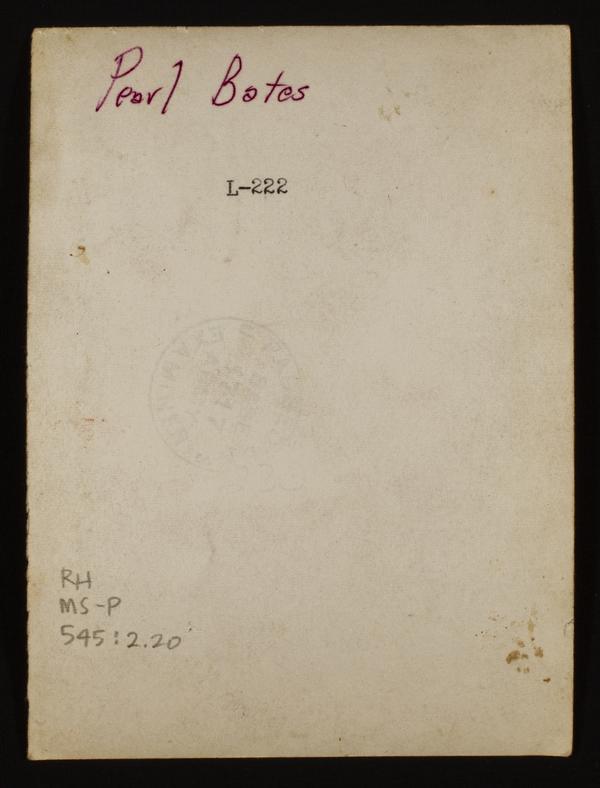 Pearl Bates
L-222
RH
MS-P
545:2.20